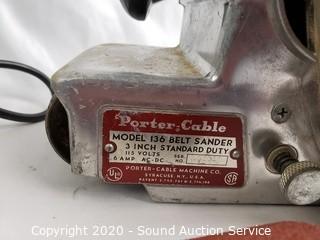 Porter-Cable
MODEL 136 BELT SANDER
3 INCH STANDARD DUTY
115 VOLTS SER.
6 AMP AC-DC NO.
PORTER-CABLE MACHINE CO.
SYRACUSE, N.Y., U.S.A.
Copyright © 2020 - Sound Auction Service